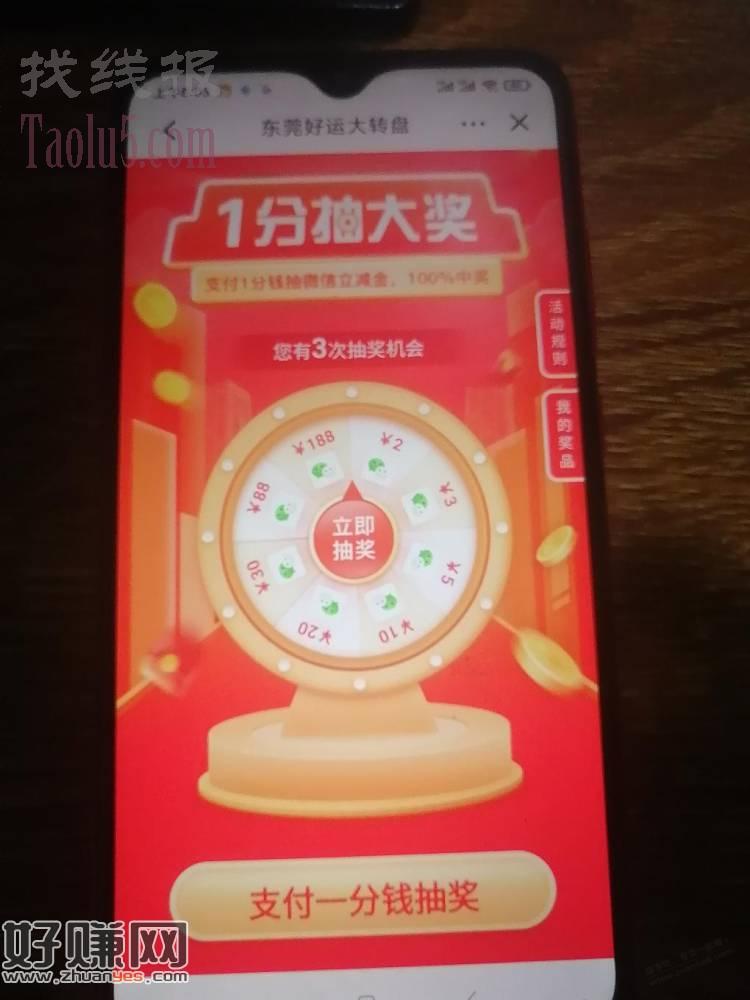 找线报
Taolu5.com
东莞好运大转盘
1分抽大奖
支付1分钱抽微信立减金，100%中奖
活动规则
您有3次抽奖机会
我的奖品
¥188
¥2
¥88
¥3
立即
抽奖
¥30
¥5
¥20
¥10
支付一分钱抽奖
好赚网
www.zhuanyes.com